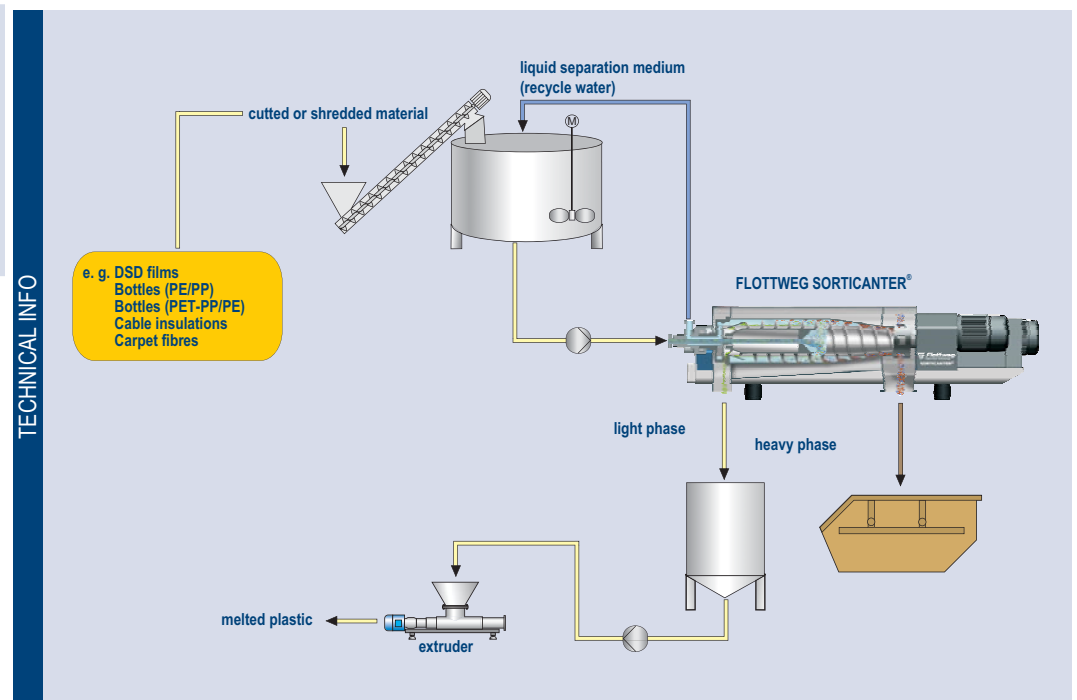 TECHNICAL INFO
liquid separation medium
(recycle water)
cutted or shredded material
M
e. g. DSD films
Bottles (PE/PP)
Bottles (PET-PP/PE)
Cable insulations
Carpet fibres
FLOTTWEG SORTICANTER®
Flottweg
light phase
heavy phase
melted plastic
extruder